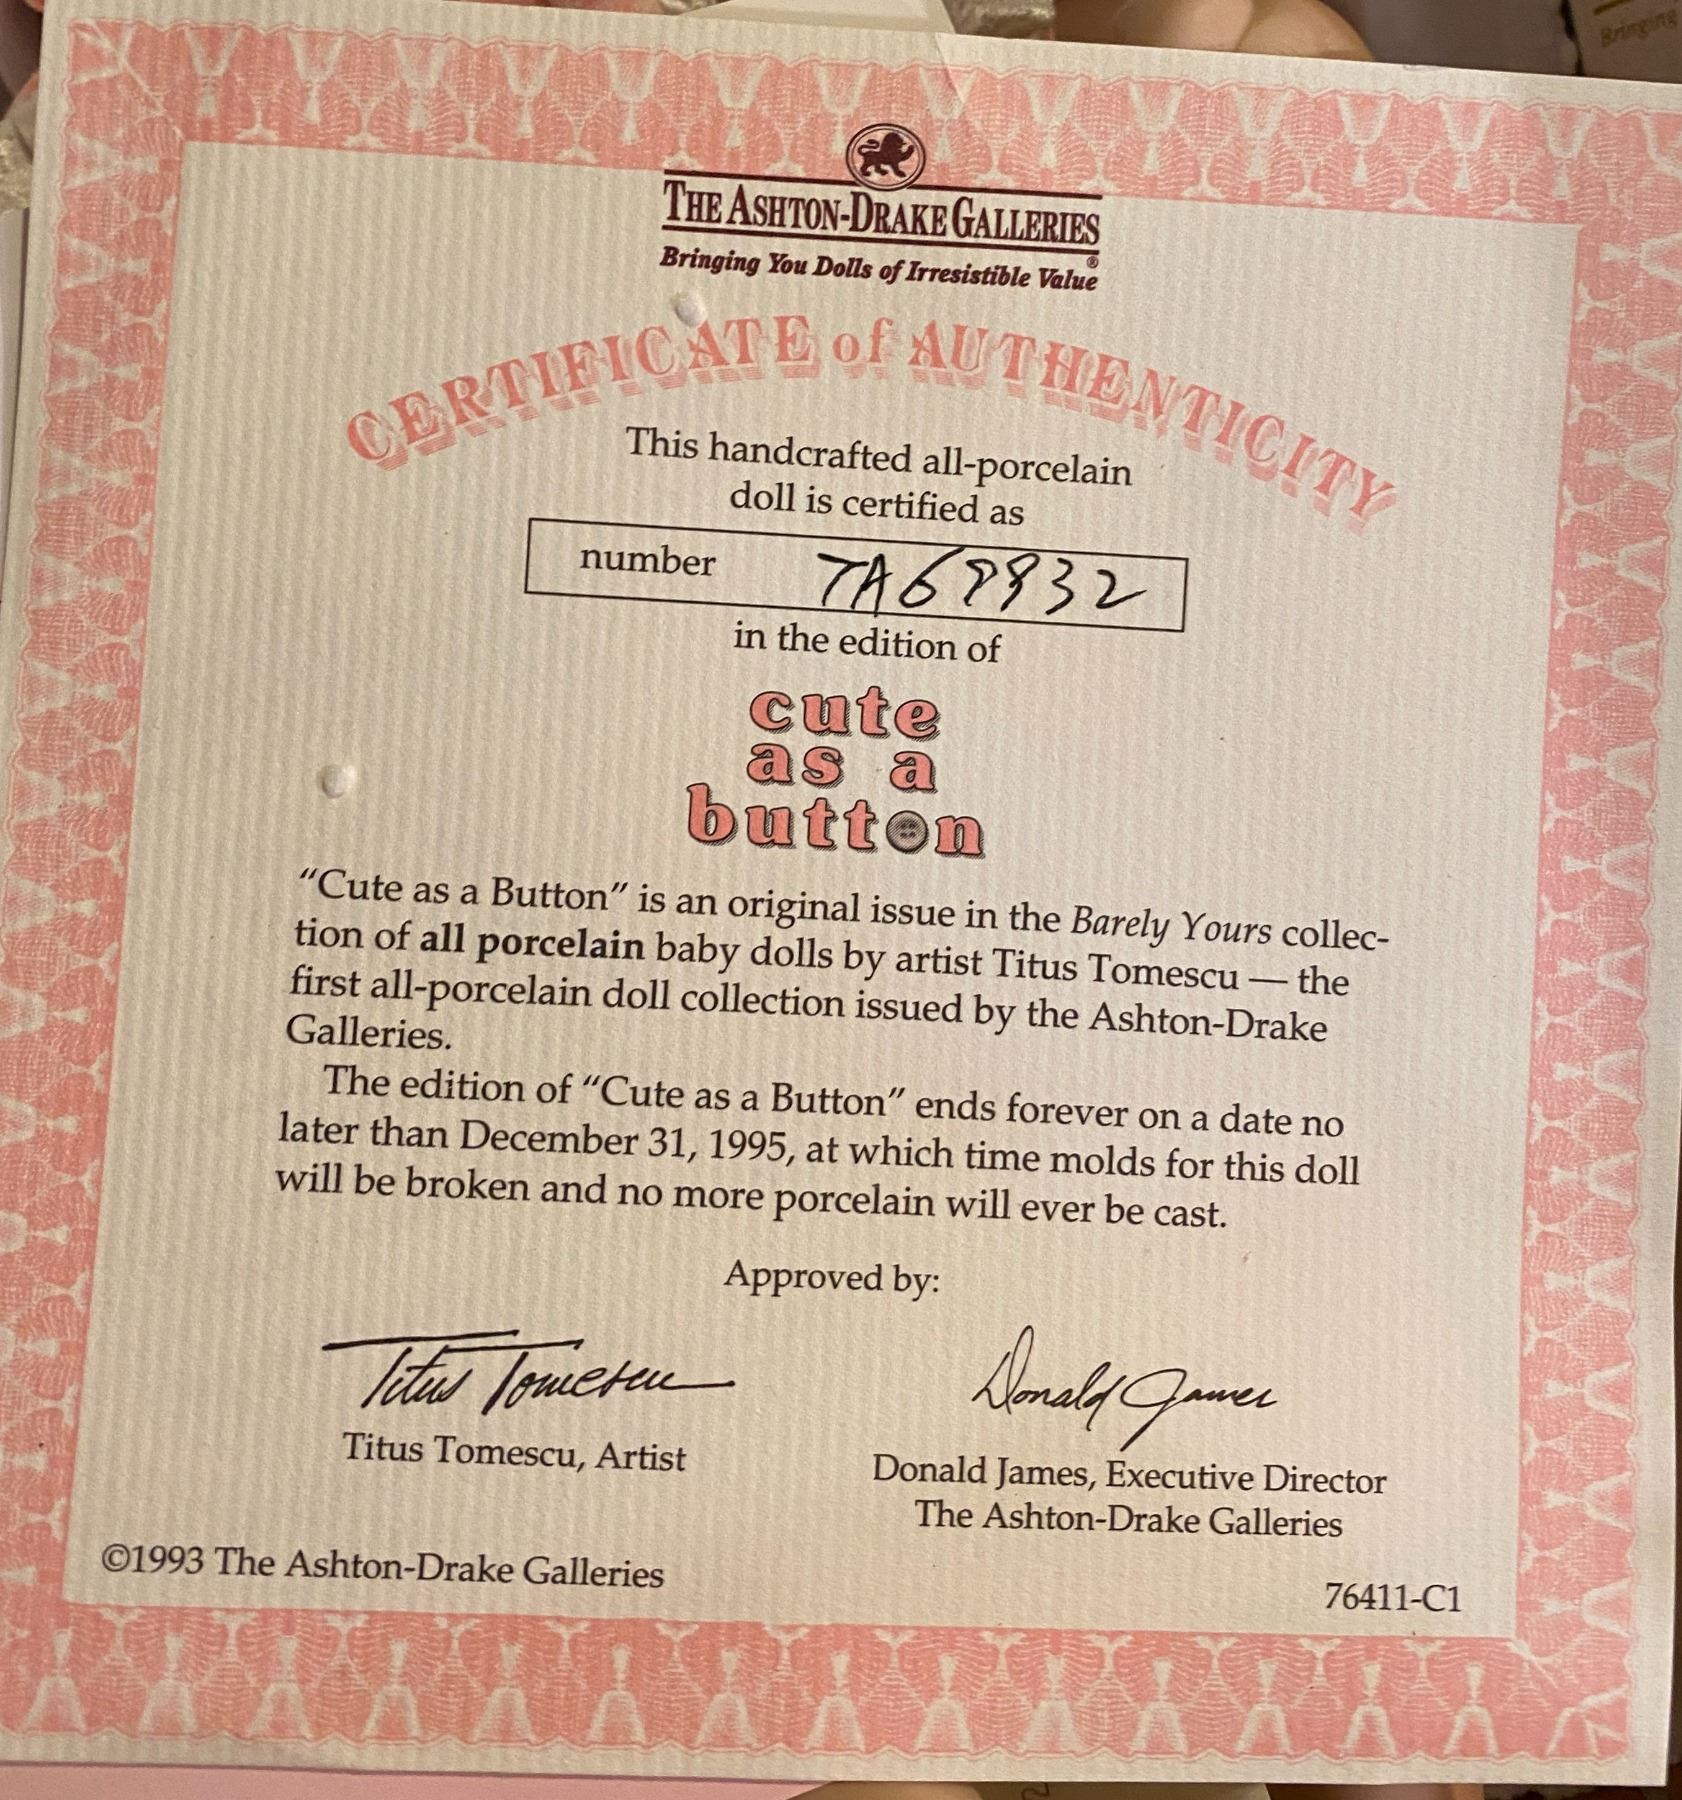 THE ASHTON-DRAKE GALLERIES
Bringing You Dolls of Irresistible Value®
CERTIFICATE of AUTHENTICITY
This handcrafted all-porcelain
doll is certified as
number
in the edition of
cute
as a
button
“Cute as a Button” is an original issue in the Barely Yours collec-
tion of all porcelain baby dolls by artist Titus Tomescu — the
first all-porcelain doll collection issued by the Ashton-Drake
Galleries.
The edition of “Cute as a Button” ends forever on a date no
later than December 31, 1995, at which time molds for this doll
will be broken and no more porcelain will ever be cast.
Approved by:
Titus Tomescu
Donald James
Titus Tomescu, Artist
Donald James, Executive Director
The Ashton-Drake Galleries
©1993 The Ashton-Drake Galleries
76411-C1
Bringing